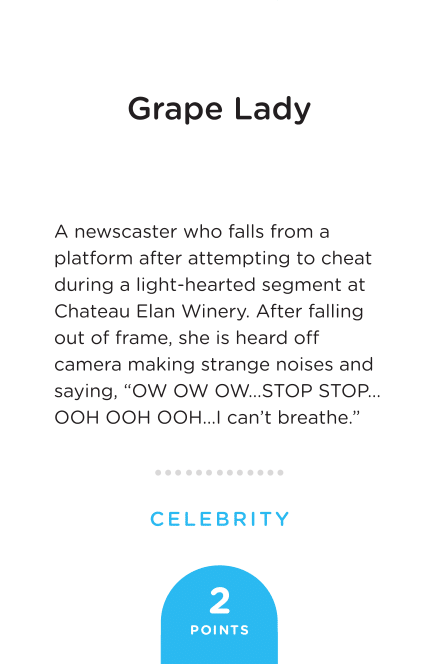 Grape Lady
A newscaster who falls from a
platform after attempting to cheat
during a light-hearted segment at
Chateau Elan Winery. After falling
out of frame, she is heard off
camera making strange noises and
saying, “OW OW OW...STOP STOP...
OOH OOH OOH...I can’t breathe.”
CELEBRITY
2
POINTS